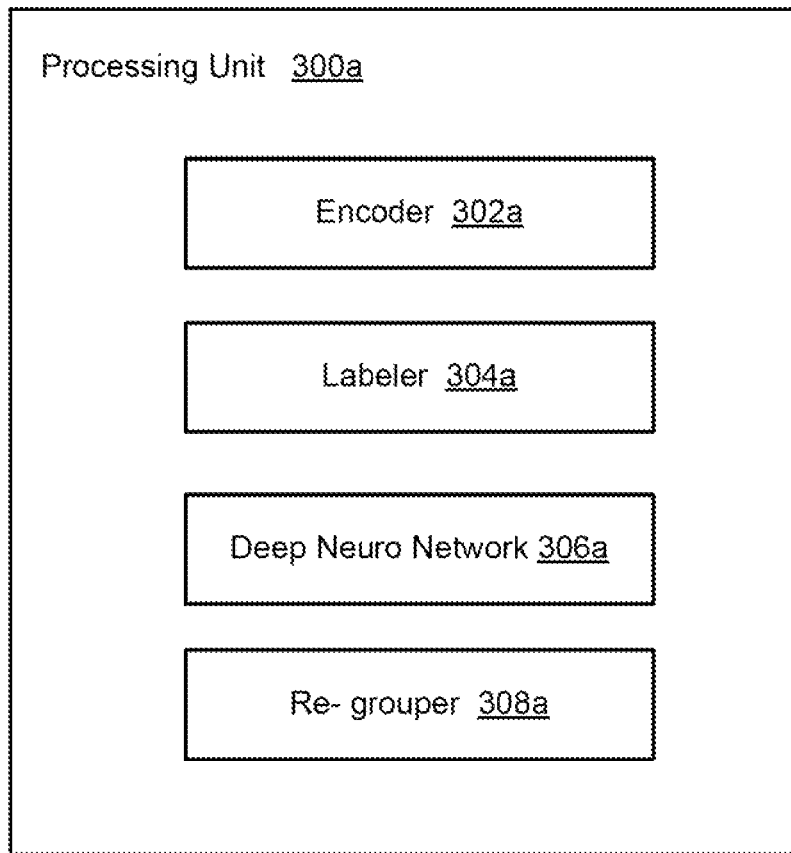 Processing Unit 300a
Encoder 302a
Labeler 304a
Deep Neuro Network 306a
Re- grouper 308a